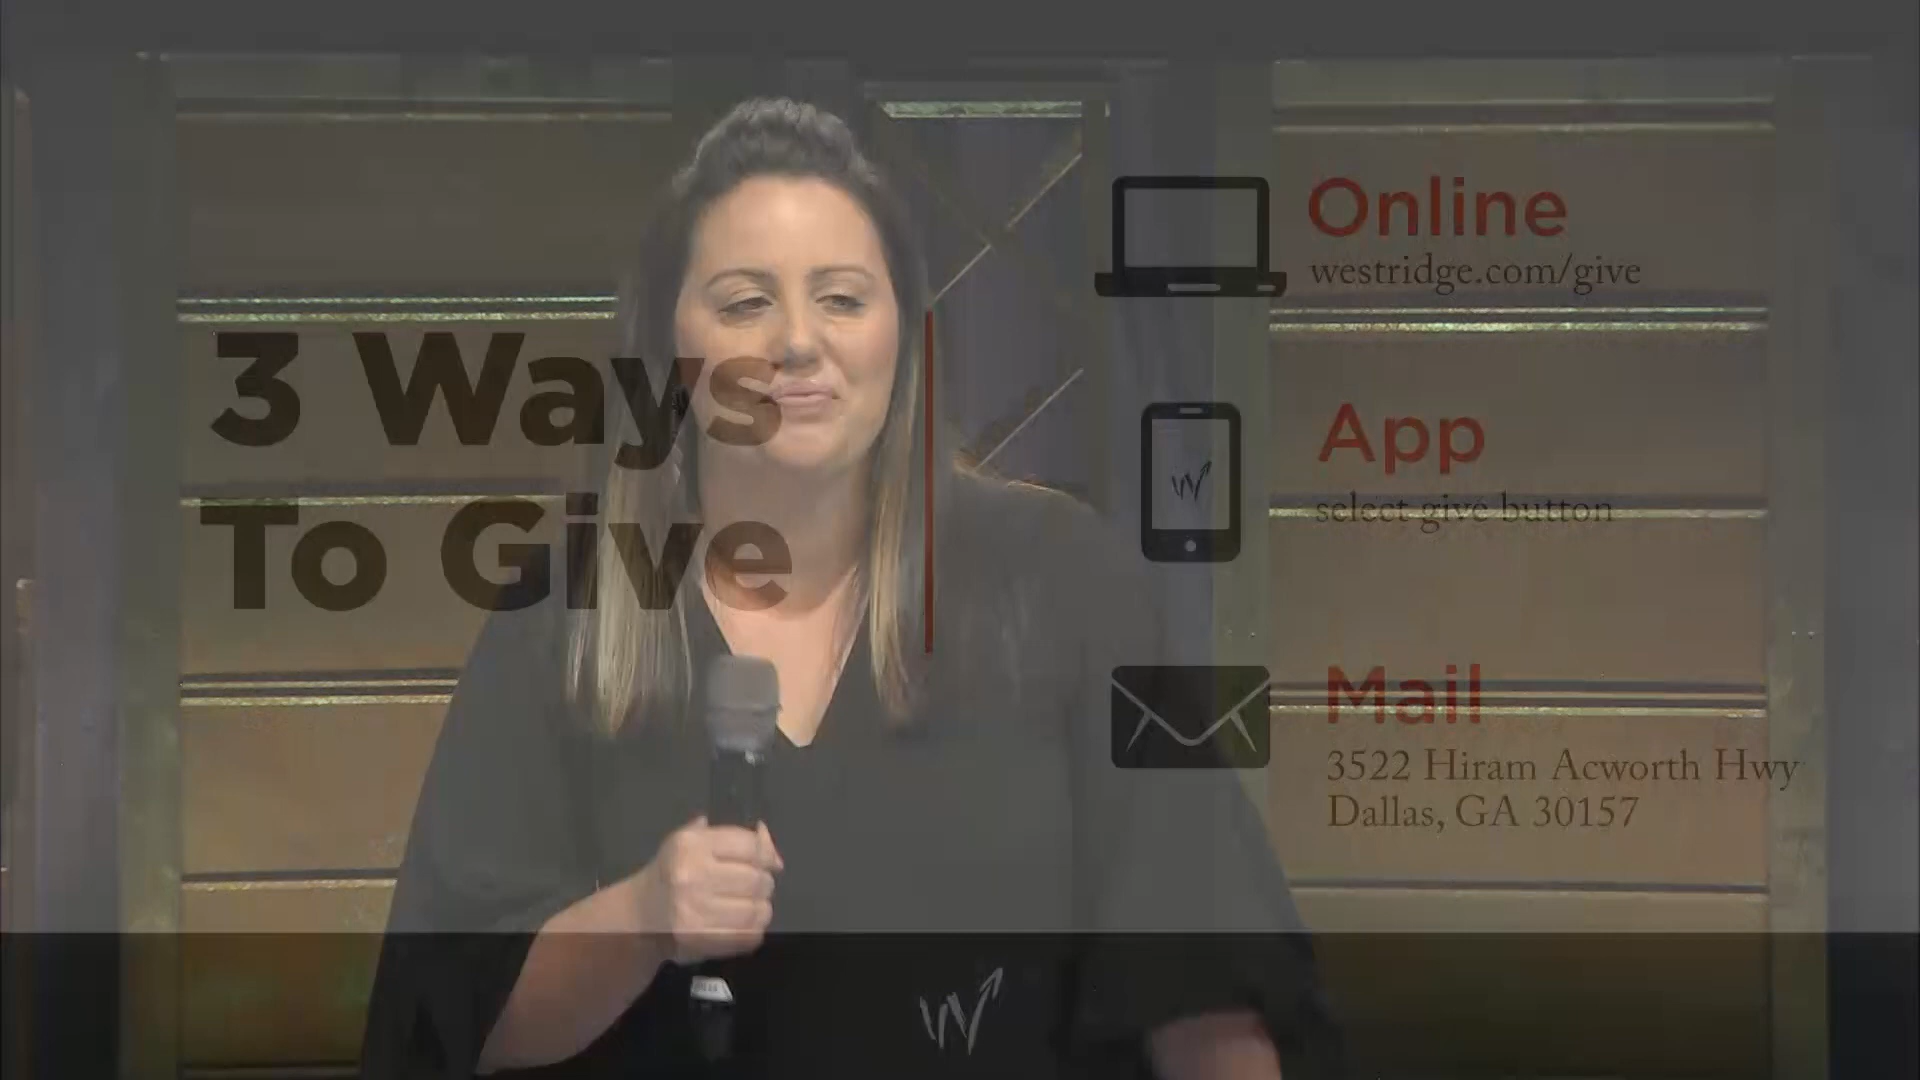 3 Ways
To Give
Online
westridge.com/give
App
select give button
Mail
3522 Hiram Acworth Hwy
Dallas, GA 30157